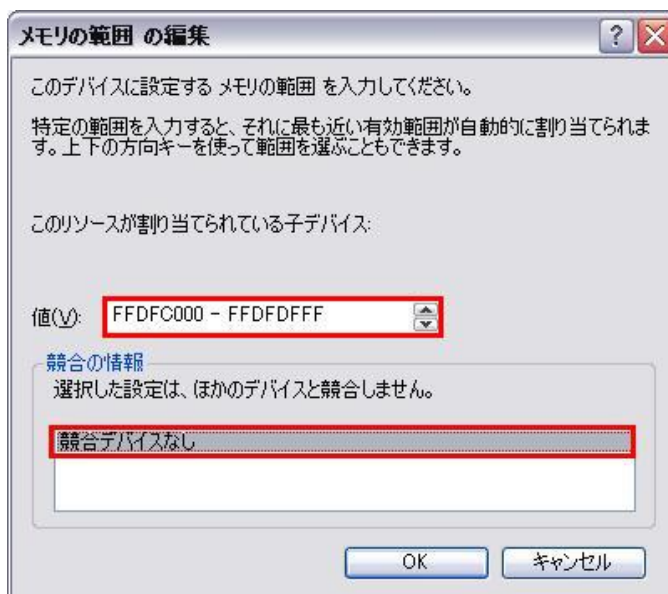 メモリの範囲 の編集
このデバイスに設定する メモリの範囲 を入力してください。
特定の範囲を入力すると、それに最も近い有効範囲が自動的に割り当てられま
す。上下の方向キーを使って範囲を選ぶこともできます。
このリソースが割り当てられている子デバイス:
値(V): FFDFC000 - FFDFDFFF
競合の情報
選択した設定は、ほかのデバイスと競合しません。
競合デバイスなし
OK キャンセル